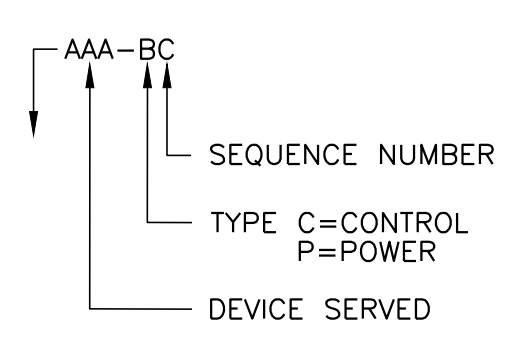 AAA-BC
SEQUENCE NUMBER
TYPE C=CONTROL
P=POWER
DEVICE SERVED